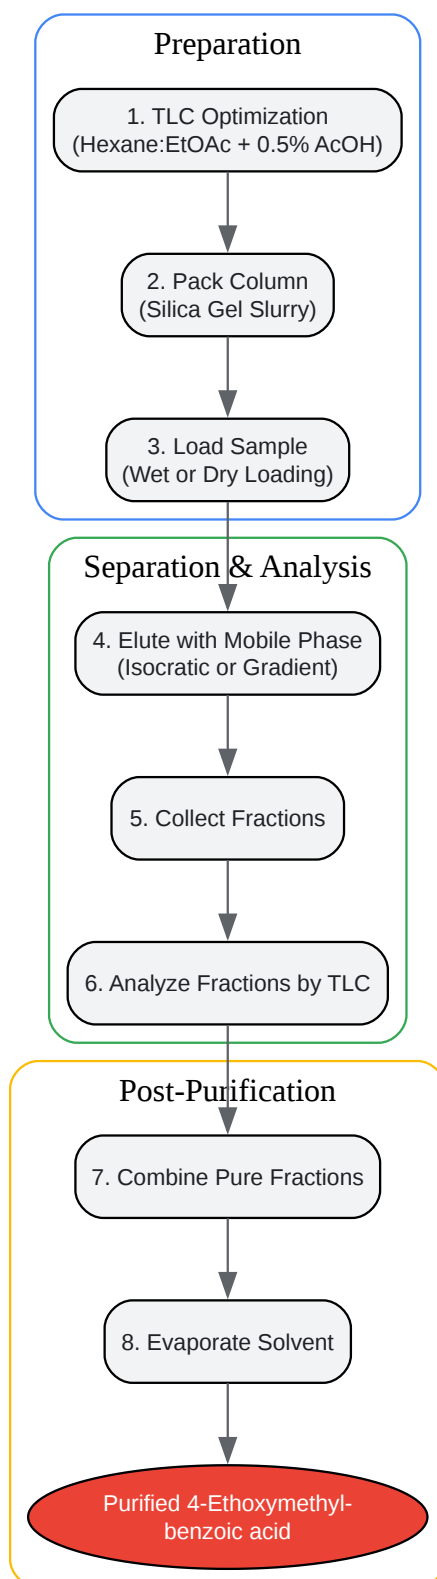 Preparation
1. TLC Optimization
(Hexane:EtOAc + 0.5% AcOH)
2. Pack Column
(Silica Gel Slurry)
3. Load Sample
(Wet or Dry Loading)
Separation & Analysis
4. Elute with Mobile Phase
(Isocratic or Gradient)
5. Collect Fractions
6. Analyze Fractions by TLC
Post-Purification
7. Combine Pure Fractions
8. Evaporate Solvent
Purified 4-Ethoxymethyl-
benzoic acid